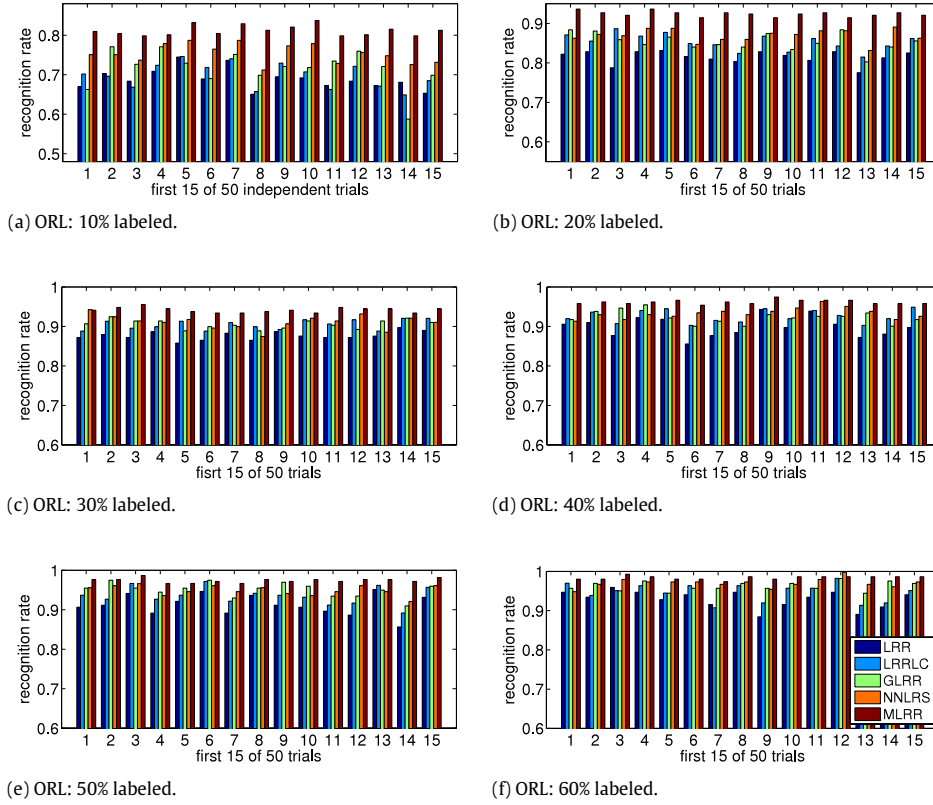 recognition rate
0.8
0.7
0.6
0.5
1 2 3 4 5 6 7 8 9 10 11 12 13 14 15
first 15 of 50 independent trials
(a) ORL: 10% labeled.
recognition rate
0.9
0.8
0.7
0.6
1 2 3 4 5 6 7 8 9 10 11 12 13 14 15
first 15 of 50 trials
(b) ORL: 20% labeled.
recognition rate
1
0.9
0.8
0.7
0.6
1 2 3 4 5 6 7 8 9 10 11 12 13 14 15
fisrt 15 of 50 trials
(c) ORL: 30% labeled.
recognition rate
1
0.9
0.8
0.7
0.6
1 2 3 4 5 6 7 8 9 10 11 12 13 14 15
first 15 of 50 trials
(d) ORL: 40% labeled.
recognition rate
1
0.9
0.8
0.7
0.6
1 2 3 4 5 6 7 8 9 10 11 12 13 14 15
first 15 of 50 trials
(e) ORL: 50% labeled.
recognition rate
1
0.9
0.8
0.7
0.6
1 2 3 4 5 6 7 8 9 10 11 12 13 14 15
first 15 of 50 trials
LRR
LRRLC
GLRR
NNLRS
MLRR
(f) ORL: 60% labeled.